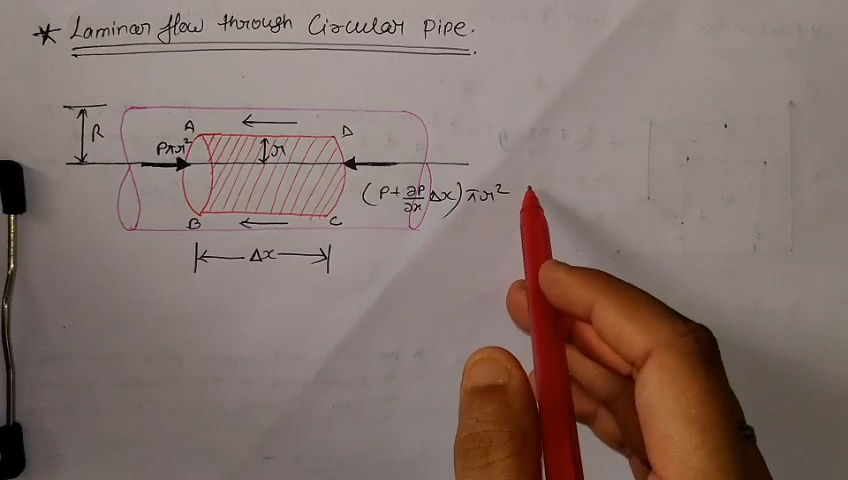 * Laminar flow through Circular Pipe.
R
A
D
Pπr²
r
(P+∂P/∂x Δx) πr²
B
C
Δx